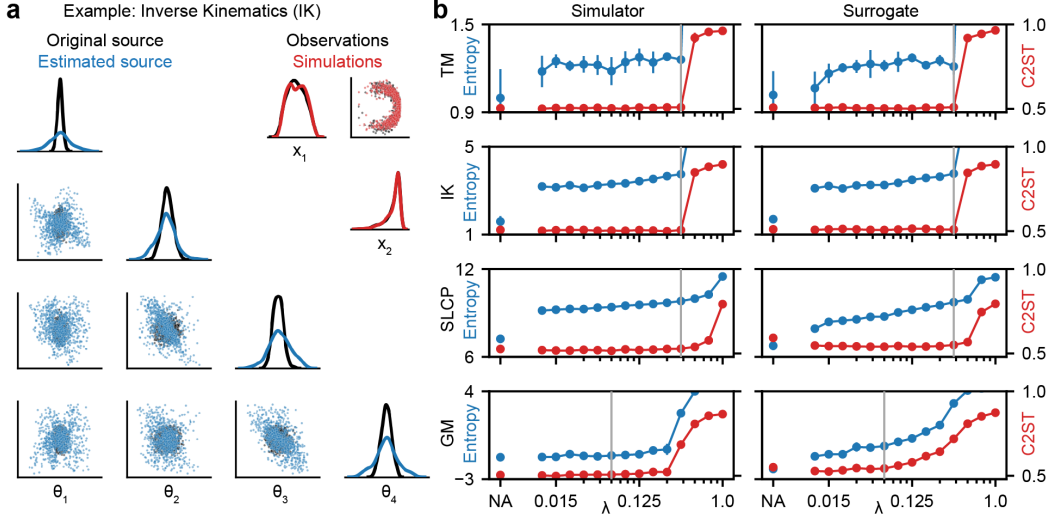 a
Example: Inverse Kinematics (IK)
Original source
Estimated source
Observations
Simulations
x1
x2
θ1
θ2
θ3
θ4
b
Simulator
Surrogate
TM
Entropy
1.5
0.9
1.0
0.5
C2ST
IK
Entropy
5
1
1.0
0.5
C2ST
SLCP
Entropy
12
6
1.0
0.5
C2ST
GM
Entropy
4
−3
1.0
0.5
C2ST
NA
0.015
0.125
1.0
λ
NA
0.015
0.125
1.0
λ